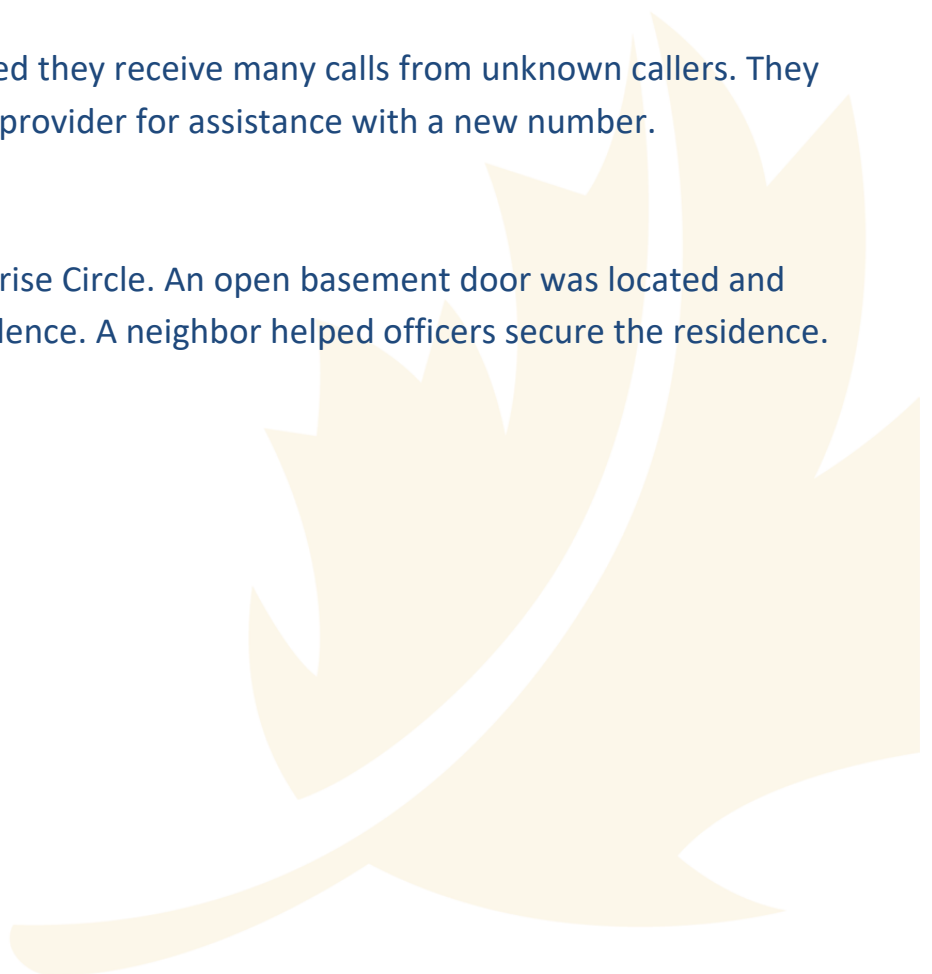 ed they receive many calls from unknown callers. They
provider for assistance with a new number.
rise Circle. An open basement door was located and
lence. A neighbor helped officers secure the residence.